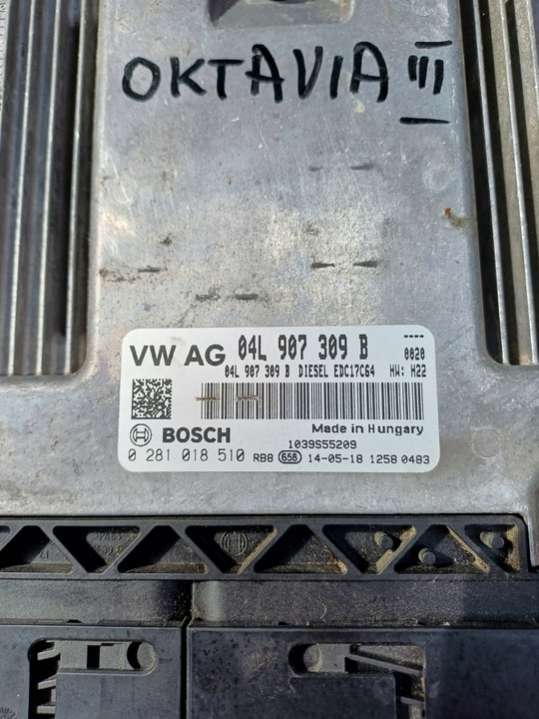 OKTAVIA III
----
VW AG 04L 907 309 B 0020
04L 907 309 B DIESEL EDC17C64 HW: H22
BOSCH Made in Hungary
1039S55209
0 281 018 510 RB8 656 14-05-18 1258 0483